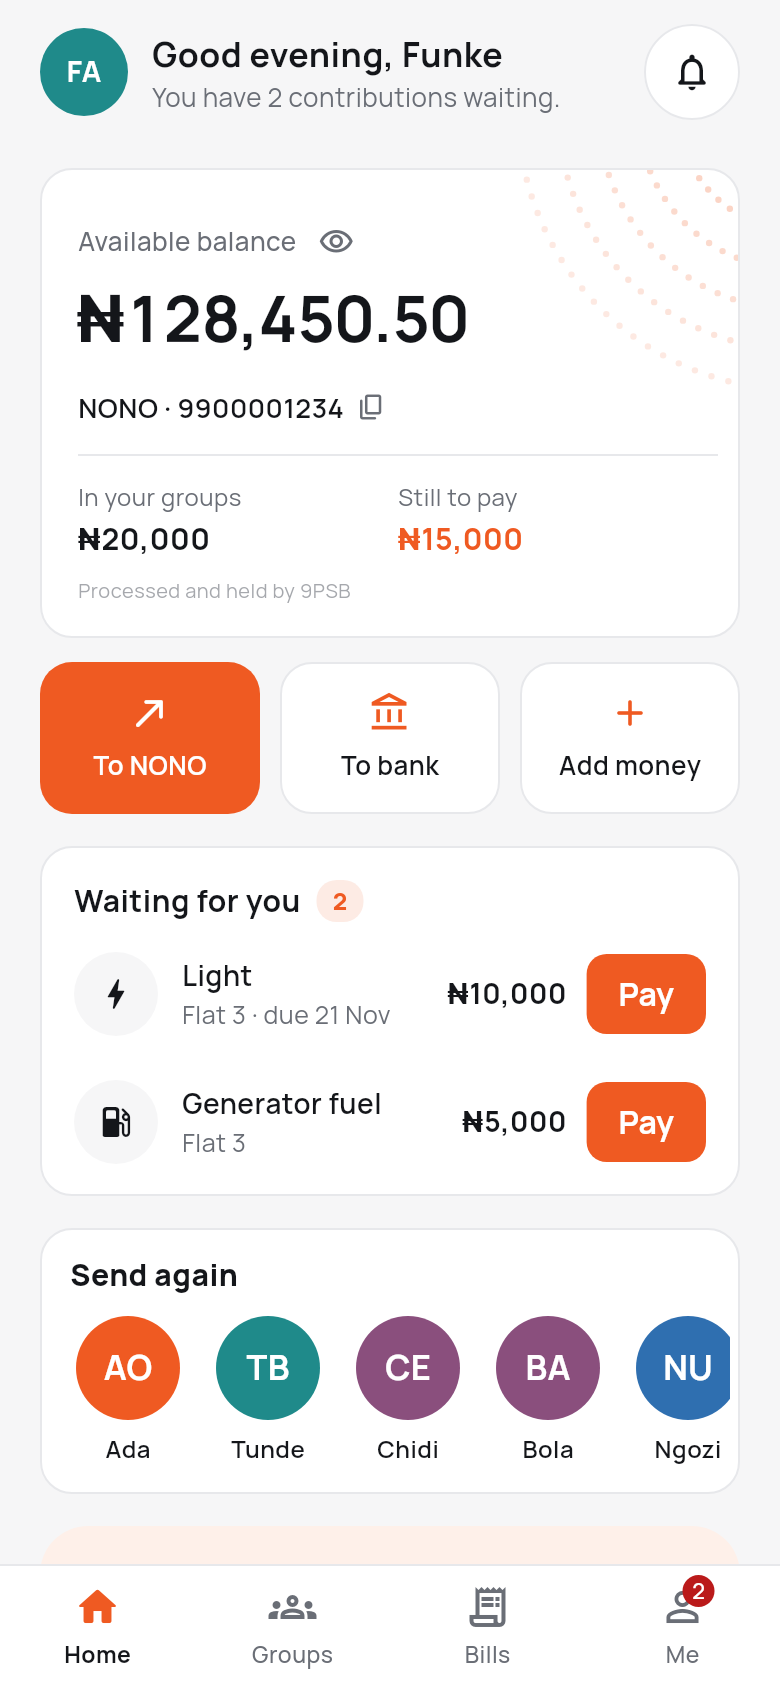 FA
Good evening, Funke
You have 2 contributions waiting.
Available balance
₦128,450.50
NONO · 9900001234
In your groups
Still to pay
₦20,000
₦15,000
Processed and held by 9PSB
To NONO
To bank
Add money
Waiting for you 2
Light
₦10,000
Pay
Flat 3 · due 21 Nov
Generator fuel
₦5,000
Pay
Flat 3
Send again
AO
TB
CE
BA
NU
Ada
Tunde
Chidi
Bola
Ngozi
2
Home
Groups
Bills
Me